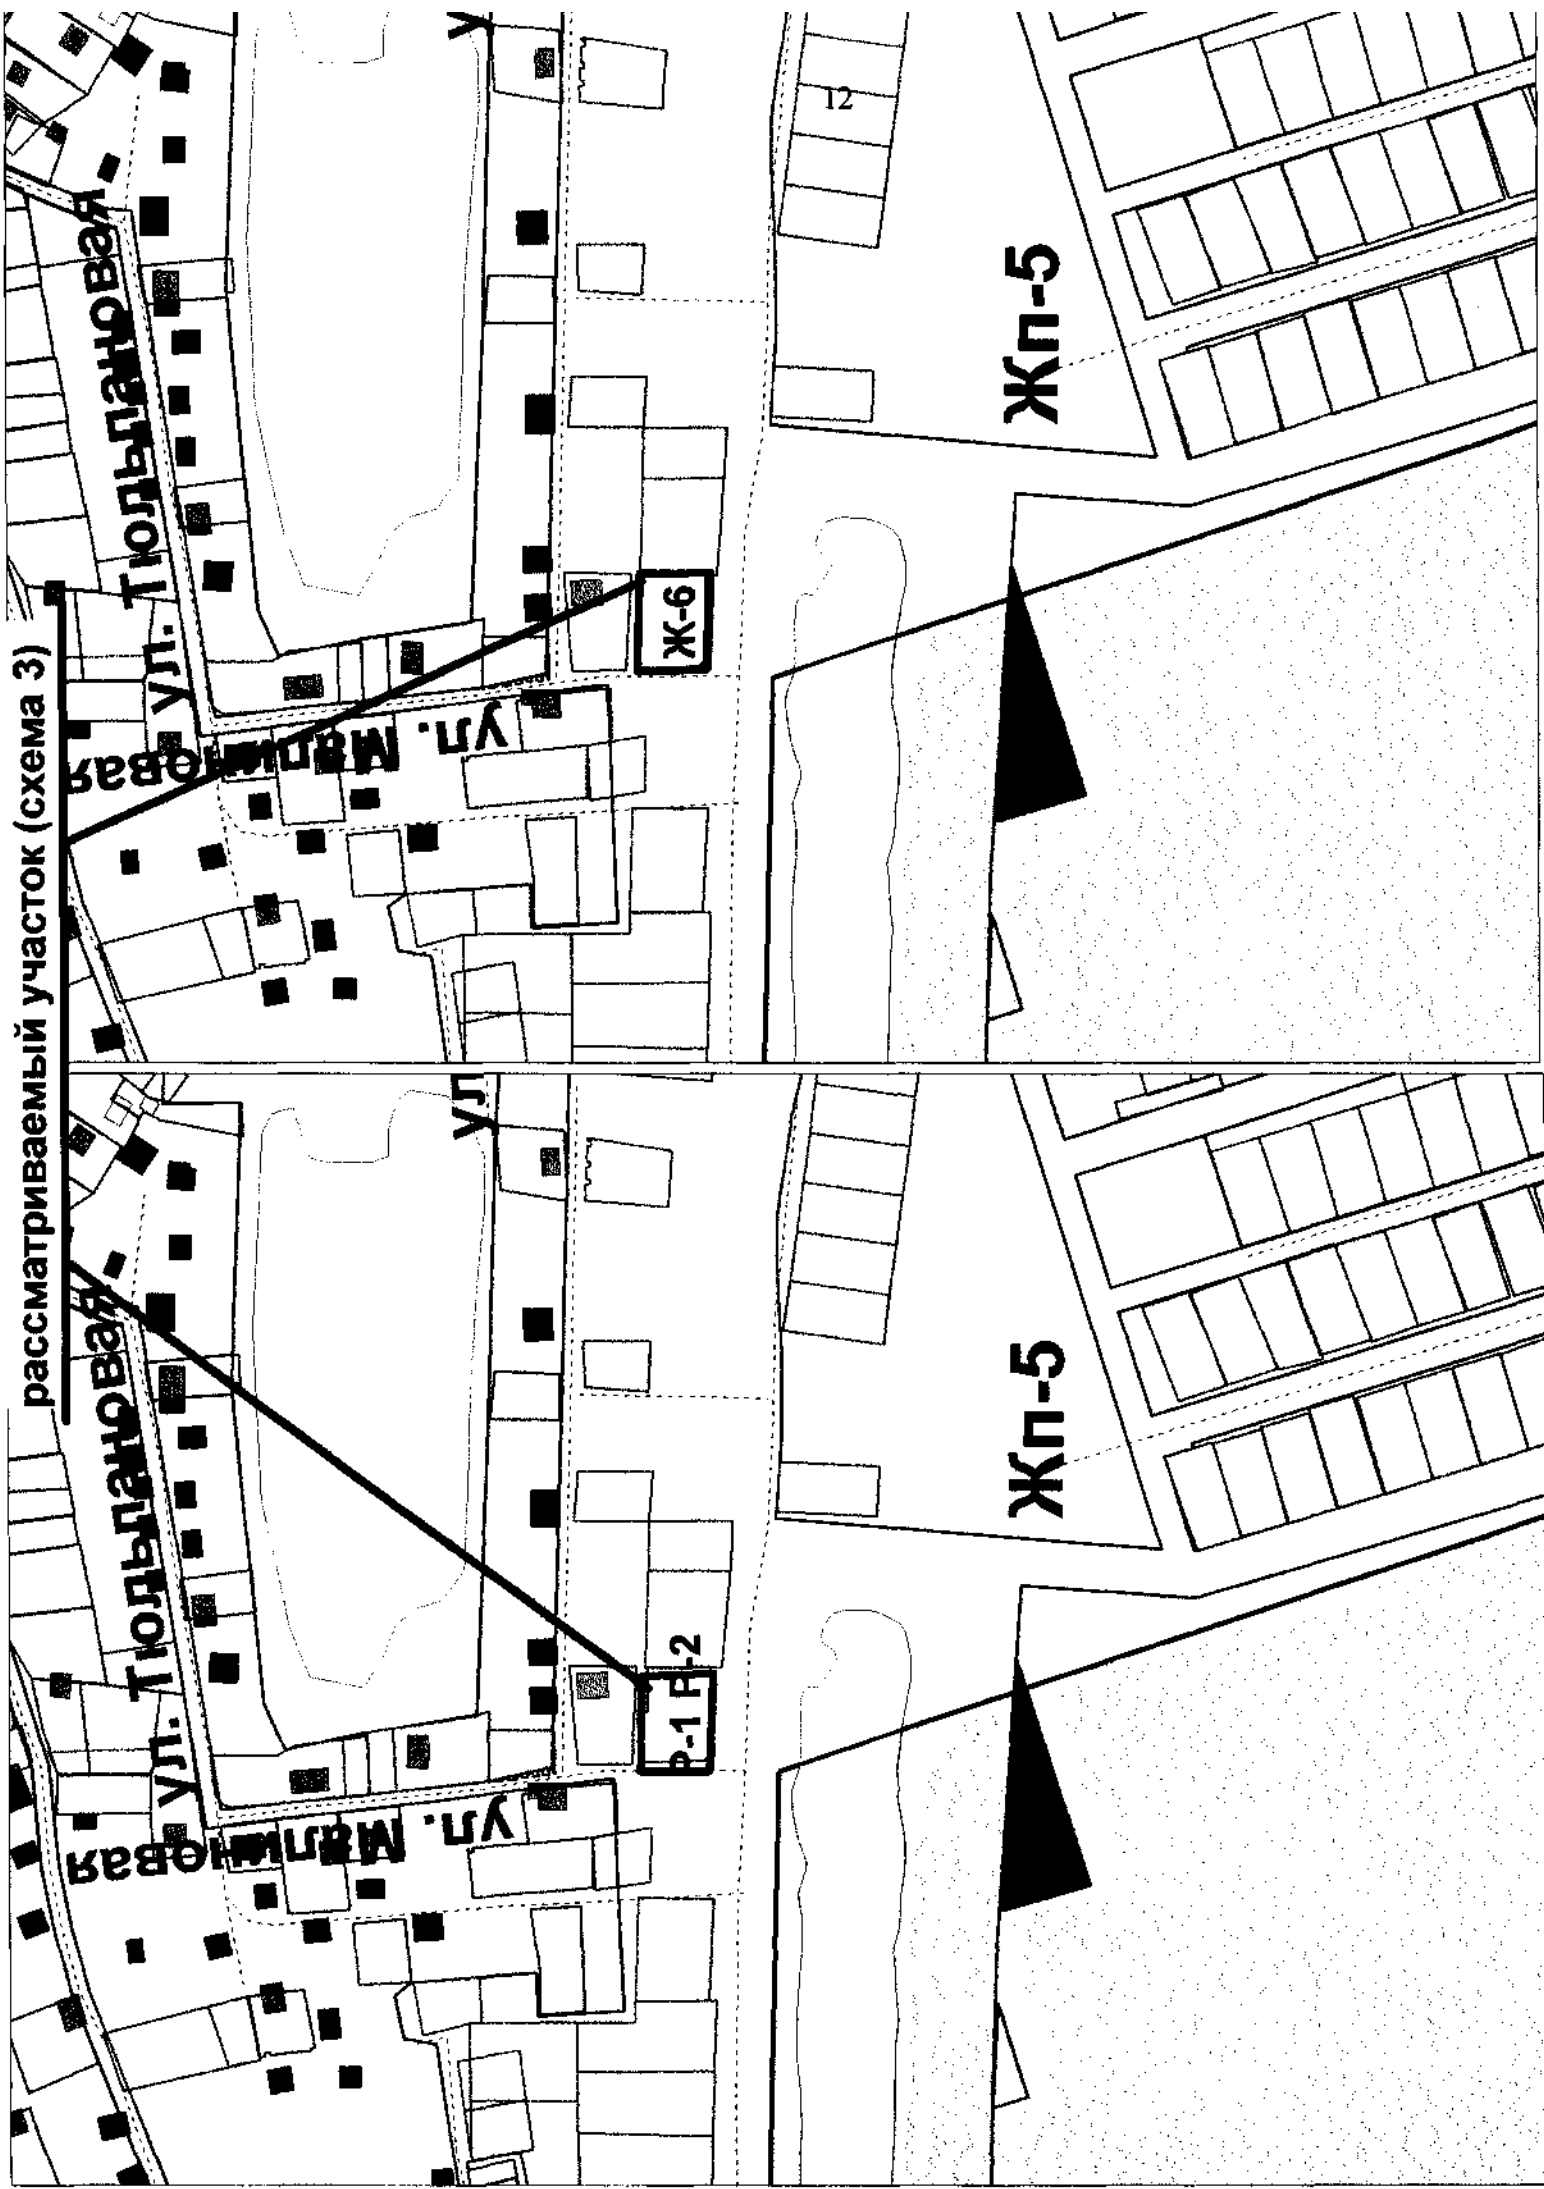 12
рассматриваемый участок (схема 3)
ул. Тюльпановая
ул. Малиновая
Ж-6
Жп-5
ул
ул. Тюльпановая
ул. Малиновая
Р-1 Р-2
Жп-5